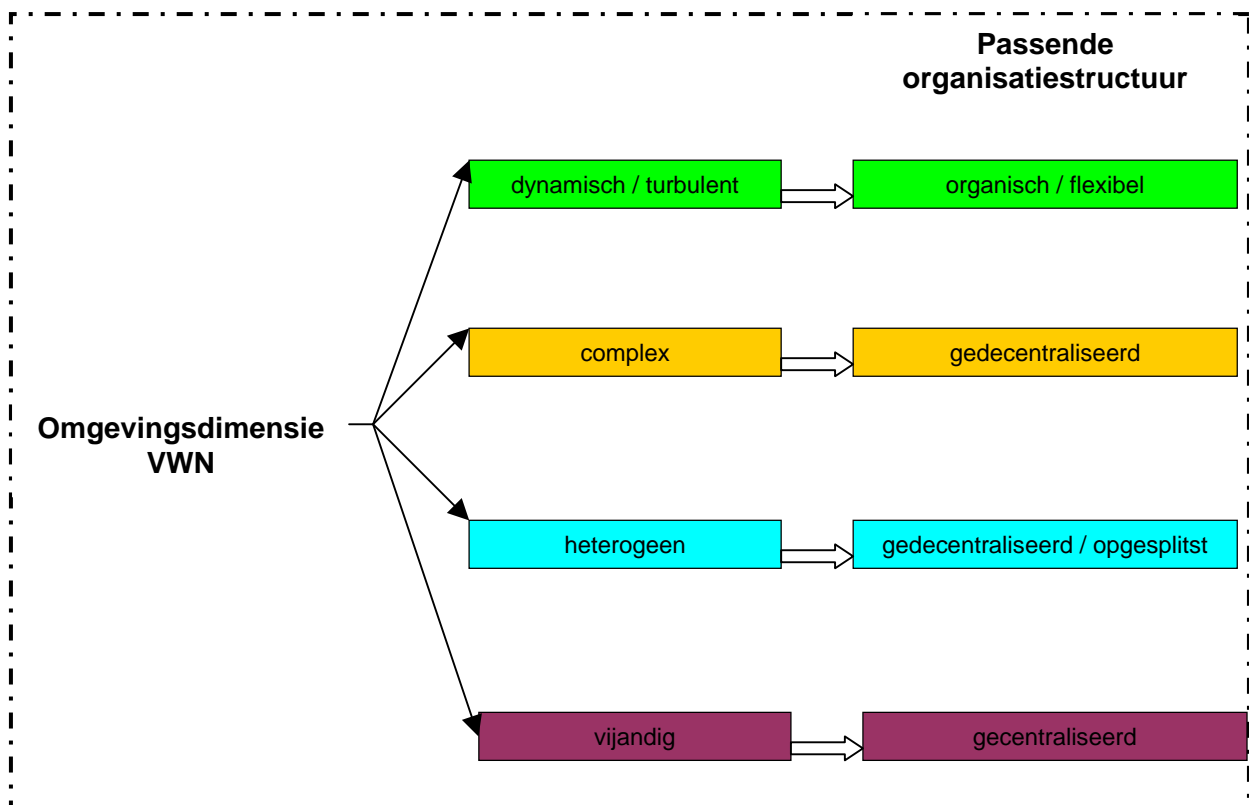 Passende
organisatiestructuur
dynamisch / turbulent
organisch / flexibel
complex
gedecentraliseerd
Omgevingsdimensie
VWN
heterogeen
gedecentraliseerd / opgesplitst
vijandig
gecentraliseerd